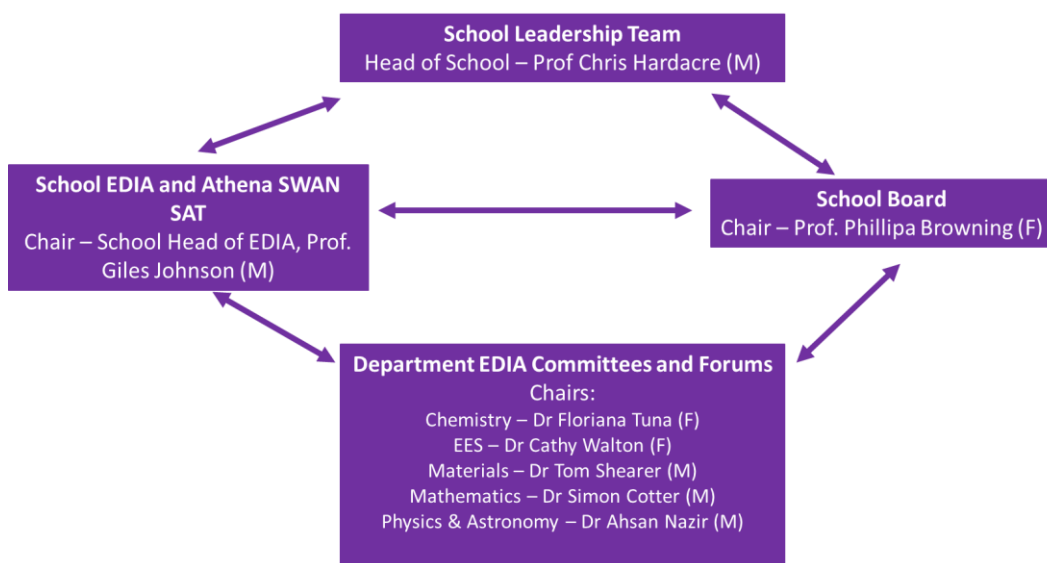 School Leadership Team
Head of School – Prof Chris Hardacre (M)
School EDIA and Athena SWAN
SAT
Chair – School Head of EDIA, Prof.
Giles Johnson (M)
School Board
Chair – Prof. Phillipa Browning (F)
Department EDIA Committees and Forums
Chairs:
Chemistry – Dr Floriana Tuna (F)
EES – Dr Cathy Walton (F)
Materials – Dr Tom Shearer (M)
Mathematics – Dr Simon Cotter (M)
Physics & Astronomy – Dr Ahsan Nazir (M)